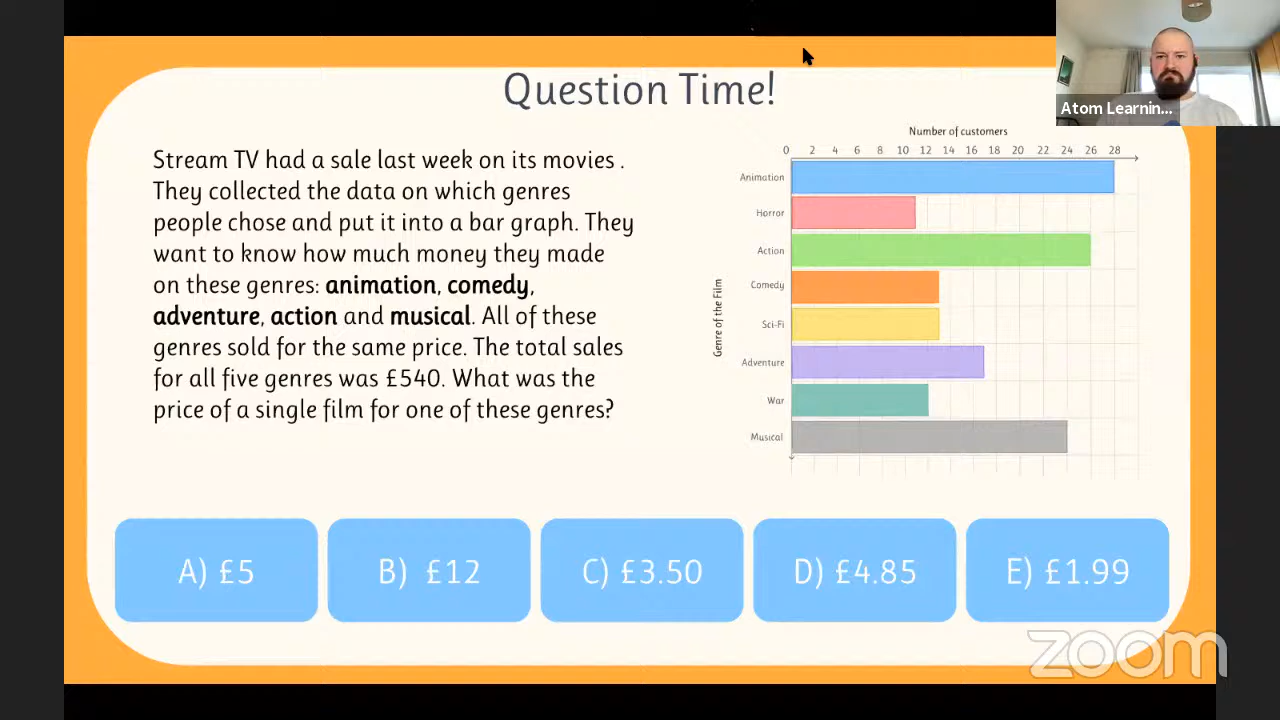 Question Time!
Atom Learnin...
Stream TV had a sale last week on its movies .
They collected the data on which genres
people chose and put it into a bar graph. They
want to know how much money they made
on these genres: animation, comedy,
adventure, action and musical. All of these
genres sold for the same price. The total sales
for all five genres was £540. What was the
price of a single film for one of these genres?
Number of customers
0 2 4 6 8 10 12 14 16 18 20 22 24 26 28
Genre of the Film
Animation
Horror
Action
Comedy
Sci-Fi
Adventure
War
Musical
A) £5
B) £12
C) £3.50
D) £4.85
E) £1.99
zoom